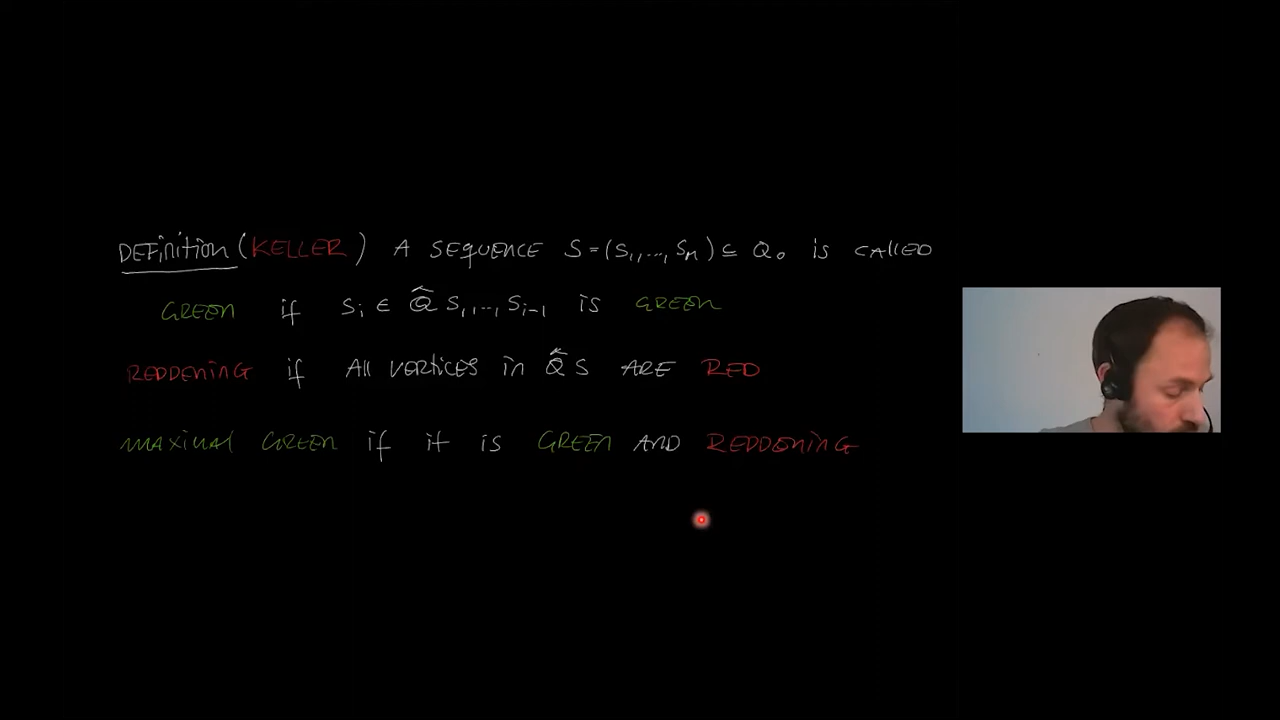 DEFINITION (KELLER) A SEQUENCE S=(S1,...,Sn) ⊆ Q0 is CALLED
GREEN if Si ∈ Q̂ S1,...,Si-1 is GREEN
REDDENING if All VERTICES in Q̂ S ARE RED
MAXIMAL GREEN if it is GREEN AND REDDENING